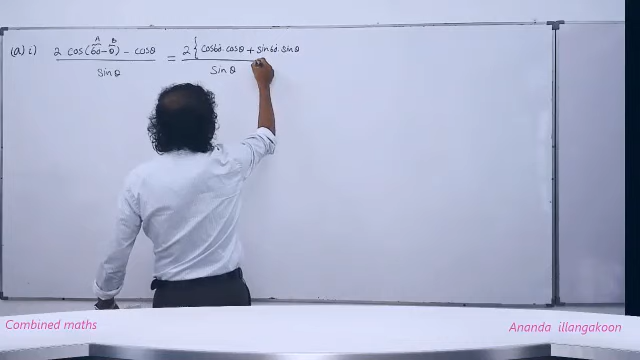 (a) i) 2 cos(60-θ) - cosθ / sinθ = 2 { cos60. cosθ + sin60. sinθ / sinθ
A B
Combined maths
Ananda illangakoon